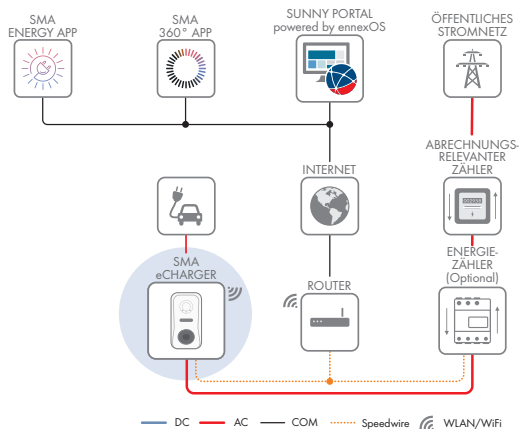 SMA
ENERGY APP
SMA
360° APP
SUNNY PORTAL
powered by ennexOS
ÖFFENTLICHES
STROMNETZ
ABRECHNUNGS-
RELEVANTER
ZÄHLER
INTERNET
SMA
eCHARGER
ROUTER
ENERGIE-
ZÄHLER
(Optional)
DC
AC
COM
Speedwire
WLAN/WiFi